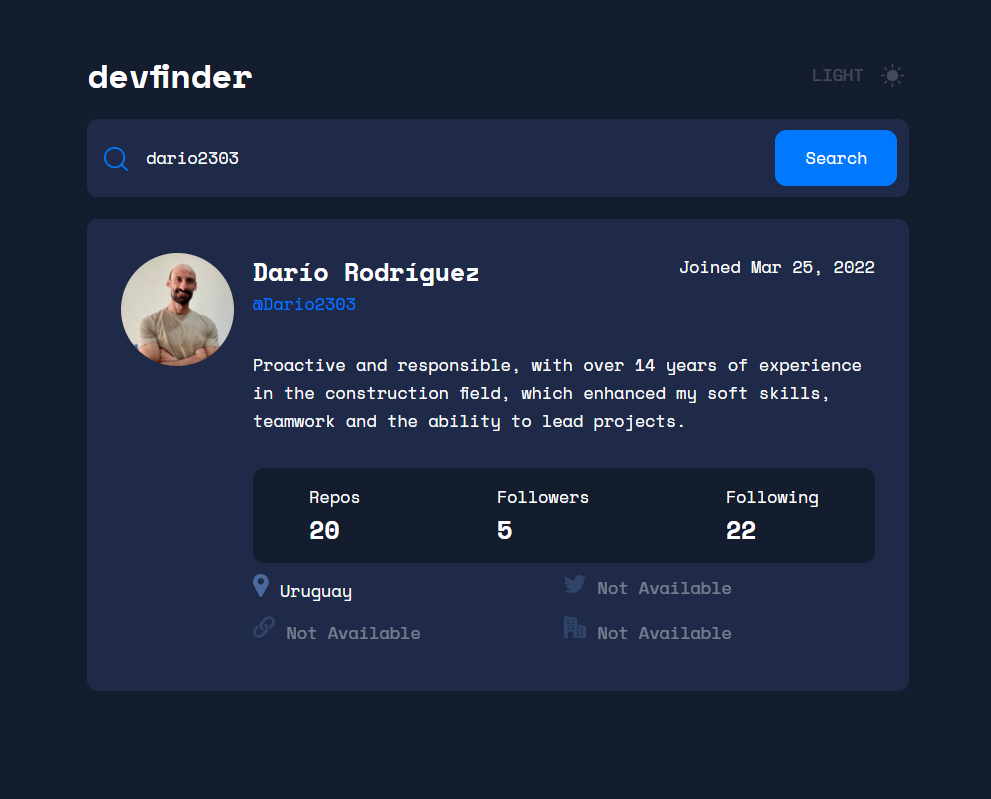 devfinder
LIGHT
dario2303
Search
Darío Rodríguez
Joined Mar 25, 2022
@Dario2303
Proactive and responsible, with over 14 years of experience
in the construction field, which enhanced my soft skills,
teamwork and the ability to lead projects.
Repos Followers Following
20 5 22
Uruguay Not Available
Not Available Not Available